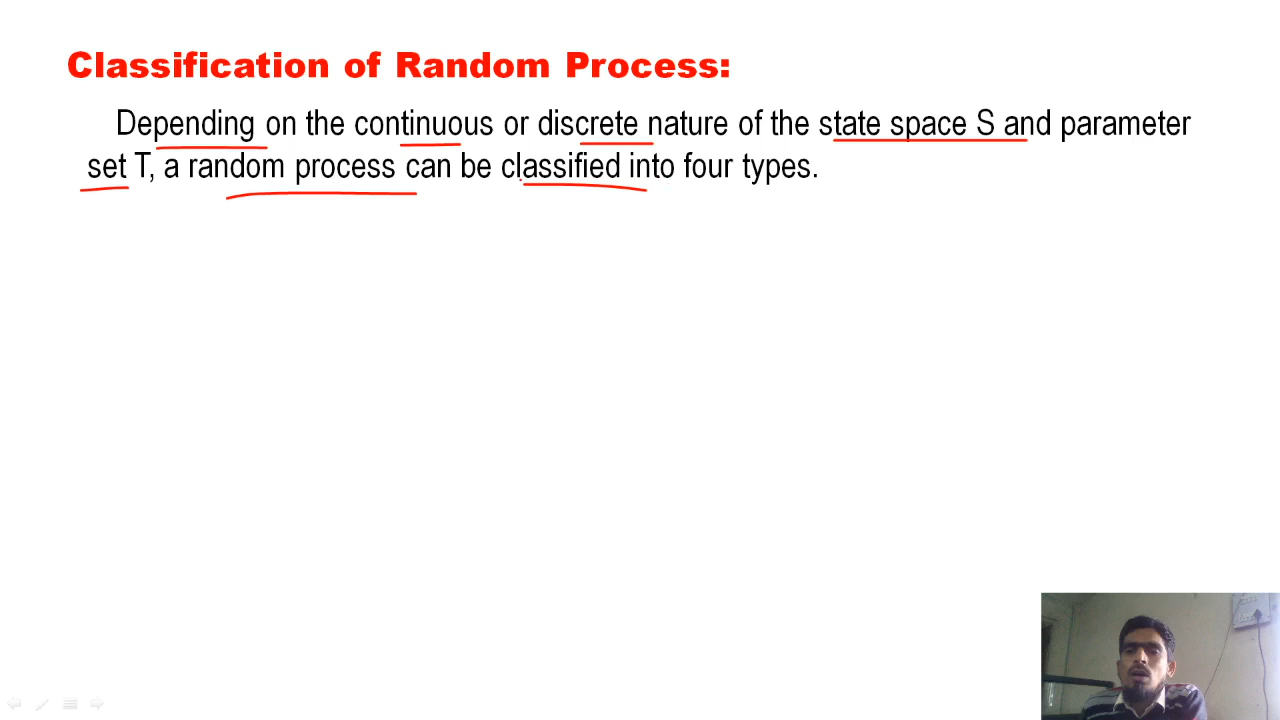 Classification of Random Process:
Depending on the continuous or discrete nature of the state space S and parameter
set T, a random process can be classified into four types.